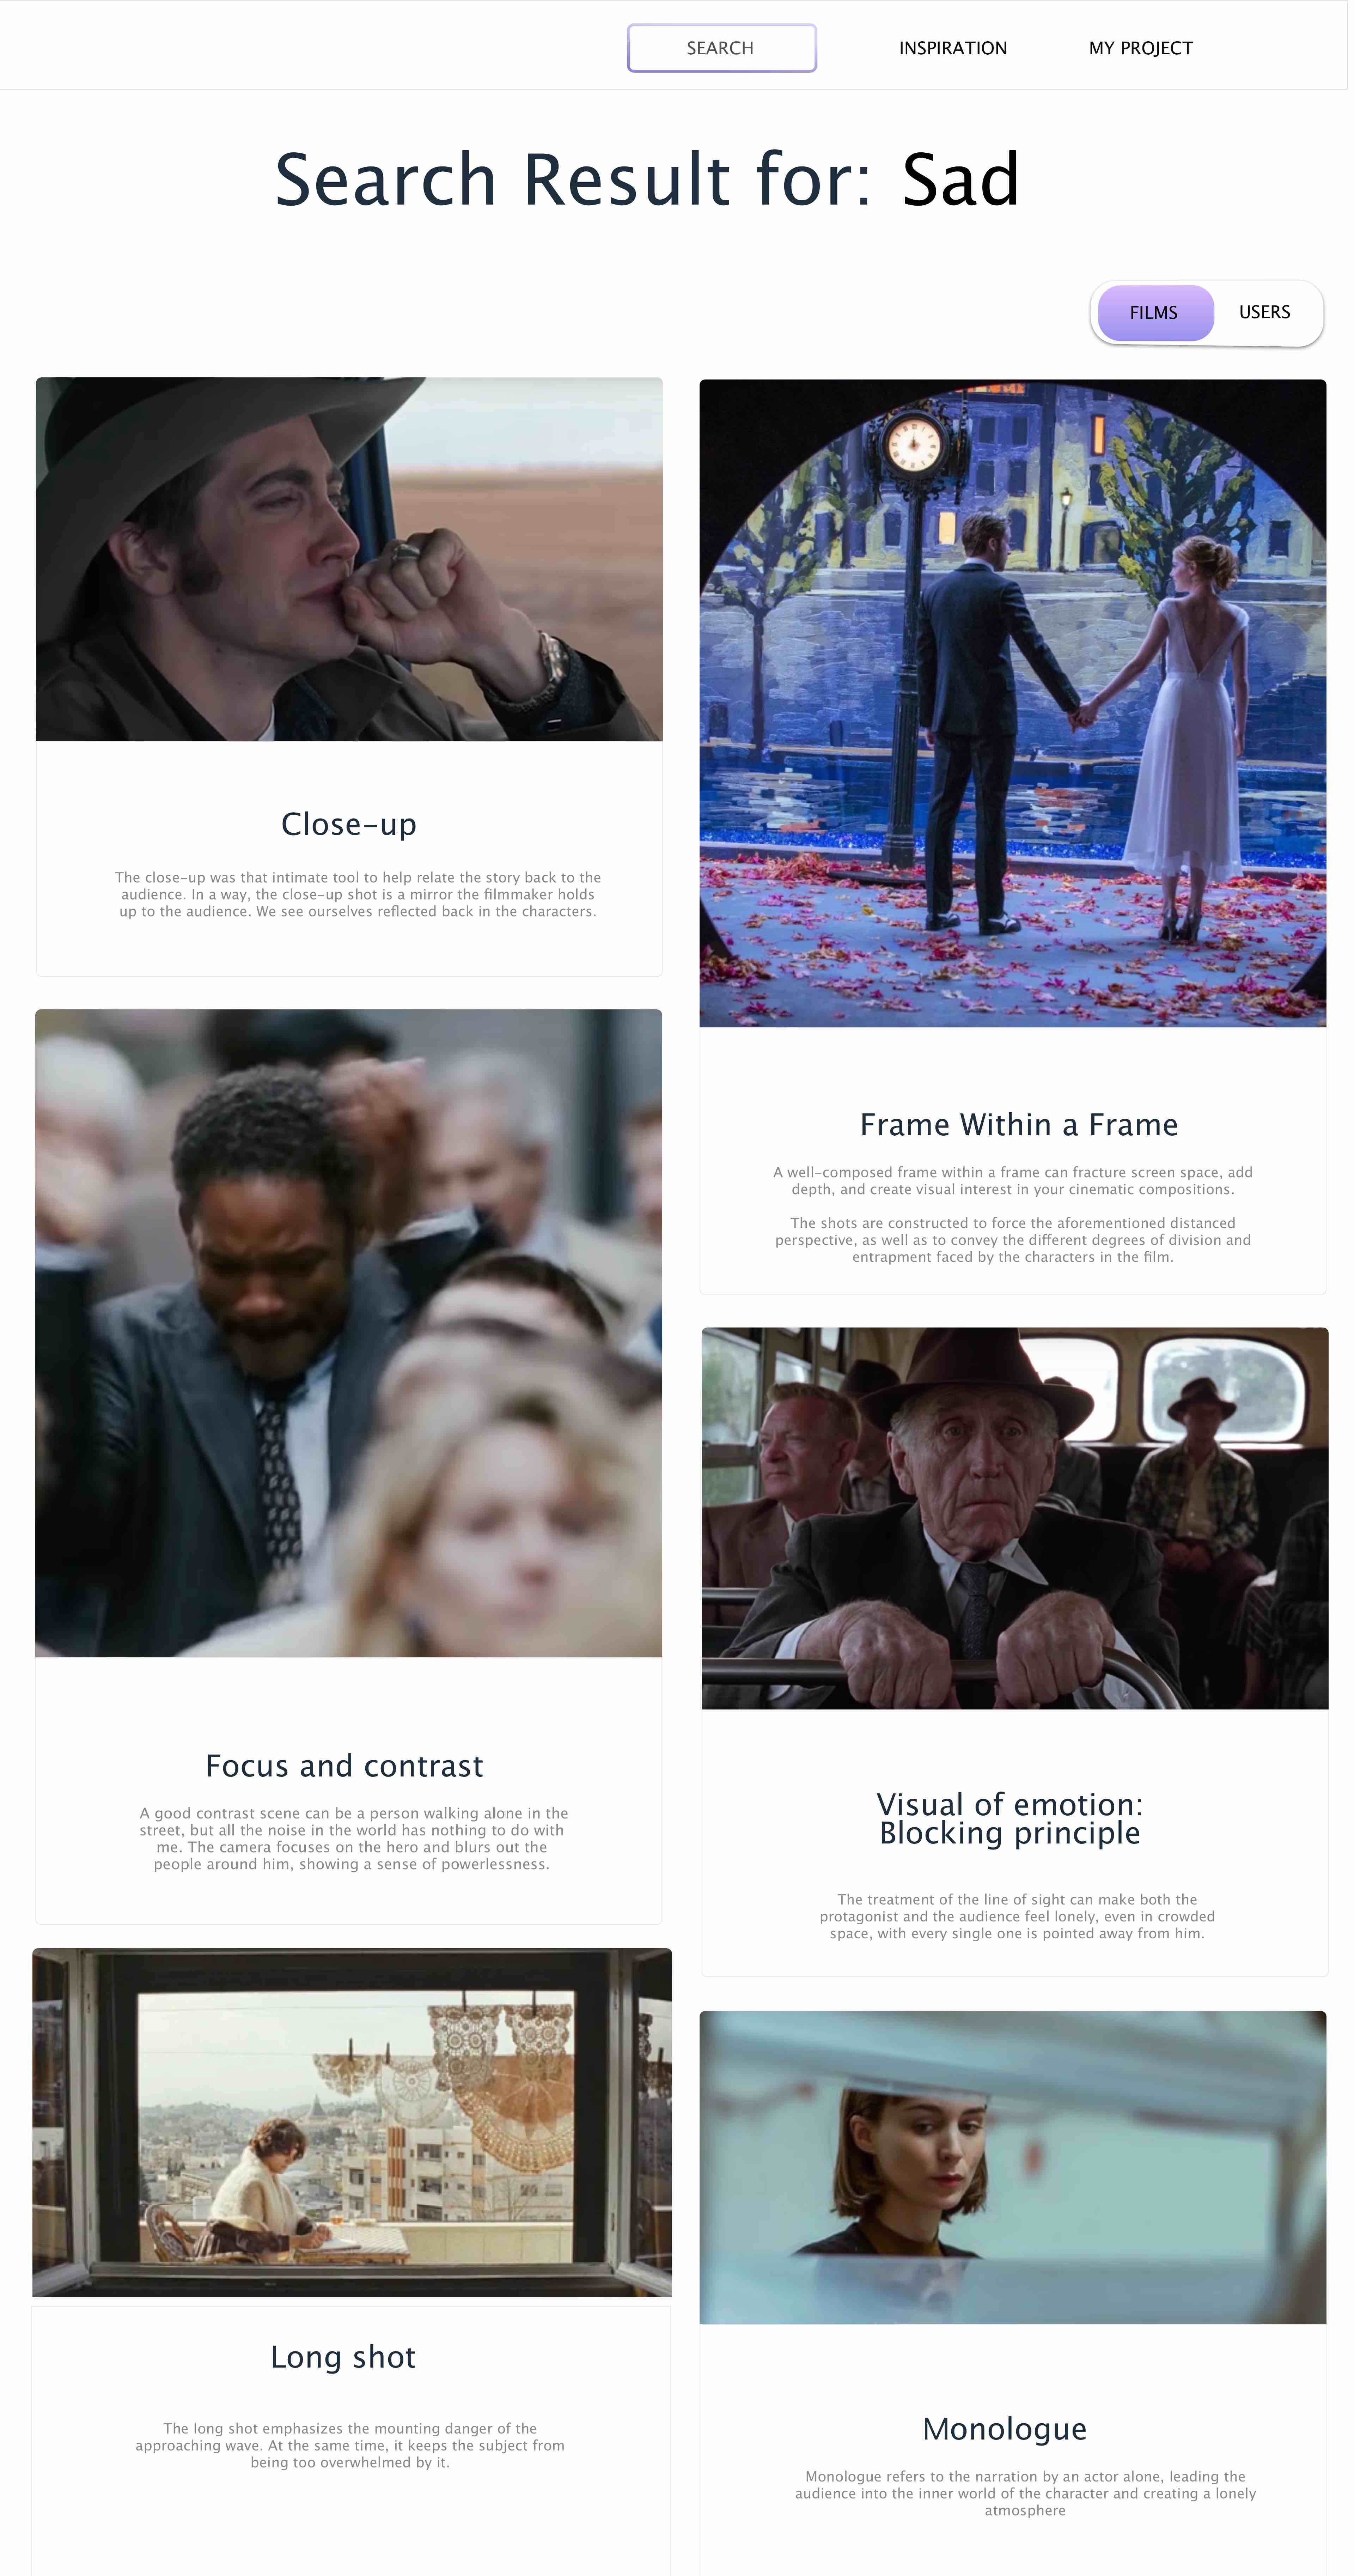 SEARCH
INSPIRATION
MY PROJECT
Search Result for: Sad
FILMS
USERS
Close-up
The close-up was that intimate tool to help relate the story back to the
audience. In a way, the close-up shot is a mirror the filmmaker holds
up to the audience. We see ourselves reflected back in the characters.
Frame Within a Frame
A well-composed frame within a frame can fracture screen space, add
depth, and create visual interest in your cinematic compositions.
The shots are constructed to force the aforementioned distanced
perspective, as well as to convey the different degrees of division and
entrapment faced by the characters in the film.
Focus and contrast
A good contrast scene can be a person walking alone in the
street, but all the noise in the world has nothing to do with
me. The camera focuses on the hero and blurs out the
people around him, showing a sense of powerlessness.
Visual of emotion:
Blocking principle
The treatment of the line of sight can make both the
protagonist and the audience feel lonely, even in crowded
space, with every single one is pointed away from him.
Long shot
The long shot emphasizes the mounting danger of the
approaching wave. At the same time, it keeps the subject from
being too overwhelmed by it.
Monologue
Monologue refers to the narration by an actor alone, leading the
audience into the inner world of the character and creating a lonely
atmosphere